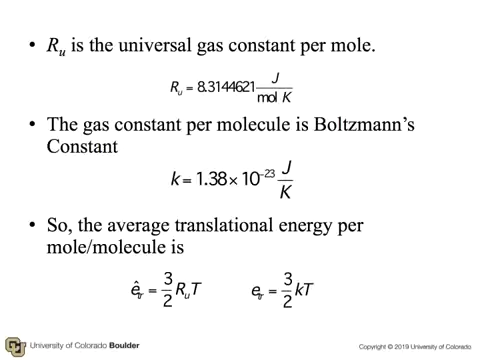 • R_u is the universal gas constant per mole.
R_u = 8.3144621 J/(mol K)
• The gas constant per molecule is Boltzmann's
Constant
k = 1.38 × 10^-23 J/K
• So, the average translational energy per
mole/molecule is
ê_tr = 3/2 R_u T    e_tr = 3/2 kT
University of Colorado Boulder
Copyright © 2019 University of Colorado